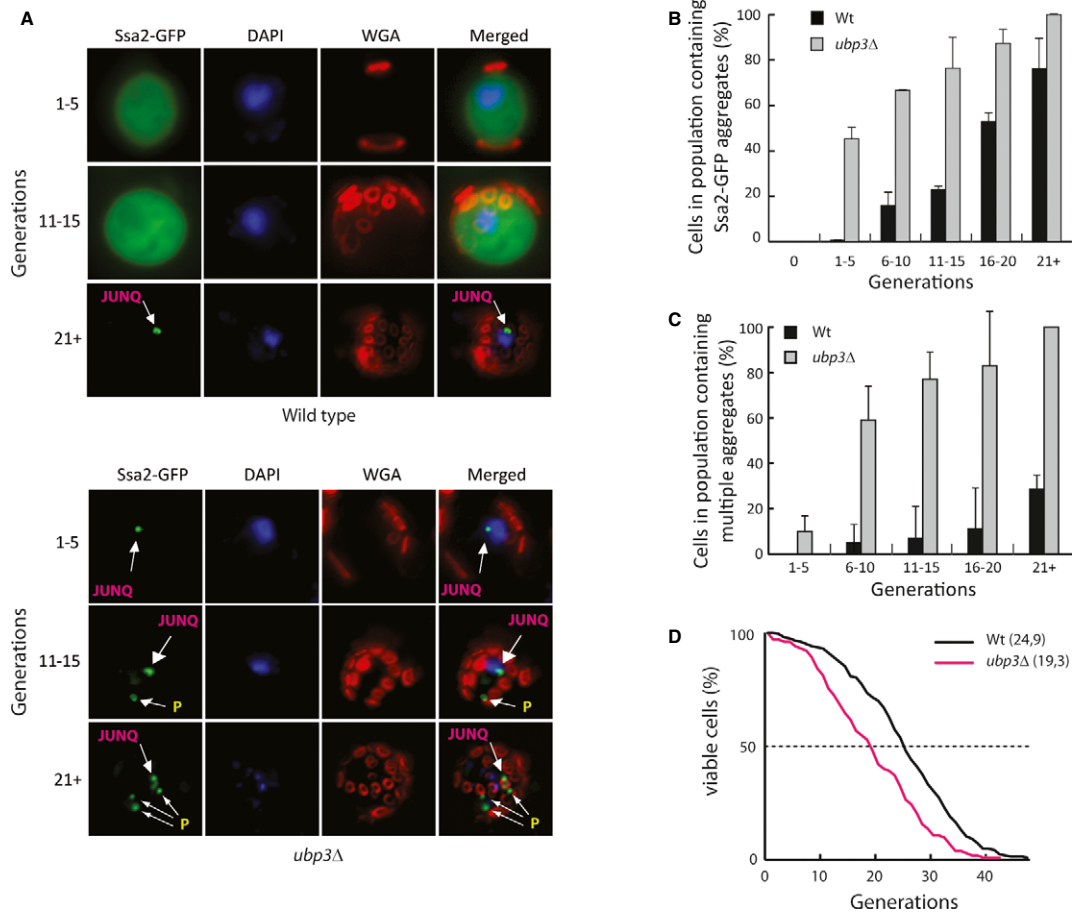 A
Ssa2-GFP DAPI WGA Merged
Generations
1-5
11-15
JUNQ
21+
Wild type
Ssa2-GFP DAPI WGA Merged
Generations
1-5
JUNQ
JUNQ
JUNQ
11-15
P
P
JUNQ
JUNQ
21+
P
P
ubp3Δ
B
Cells in population containing
Ssa2-GFP aggregates (%)
Wt
ubp3Δ
100
80
60
40
20
0
0 1-5 6-10 11-15 16-20 21+
Generations
C
Cells in population containing
multiple aggregates (%)
Wt
ubp3Δ
100
80
60
40
20
0
1-5 6-10 11-15 16-20 21+
Generations
D
viable cells (%)
Wt (24,9)
ubp3Δ (19,3)
100
50
0
0 10 20 30 40
Generations